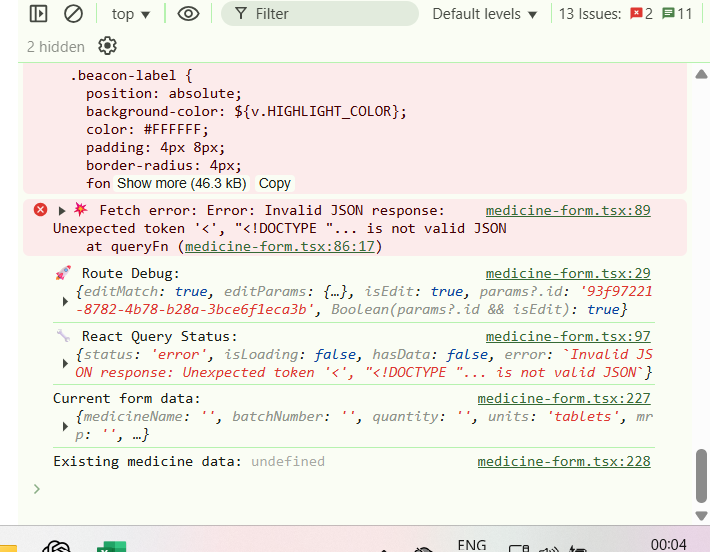 top ▼ Filter Default levels ▼ 13 Issues: 2 11
2 hidden
.beacon-label {
position: absolute;
background-color: ${v.HIGHLIGHT_COLOR};
color: #FFFFFF;
padding: 4px 8px;
border-radius: 4px;
fon Show more (46.3 kB) Copy
💥 Fetch error: Error: Invalid JSON response: medicine-form.tsx:89
Unexpected token '<', "<!DOCTYPE "... is not valid JSON
at queryFn (medicine-form.tsx:86:17)
🚀 Route Debug: medicine-form.tsx:29
{editMatch: true, editParams: {…}, isEdit: true, params?.id: '93f97221
-8782-4b78-b28a-3bce6f1eca3b', Boolean(params?.id && isEdit): true}
🔧 React Query Status: medicine-form.tsx:97
{status: 'error', isLoading: false, hasData: false, error: `Invalid JS
ON response: Unexpected token '<', "<!DOCTYPE "... is not valid JSON`}
Current form data: medicine-form.tsx:227
{medicineName: '', batchNumber: '', quantity: '', units: 'tablets', mr
p: '', …}
Existing medicine data: undefined medicine-form.tsx:228
ENG 00:04